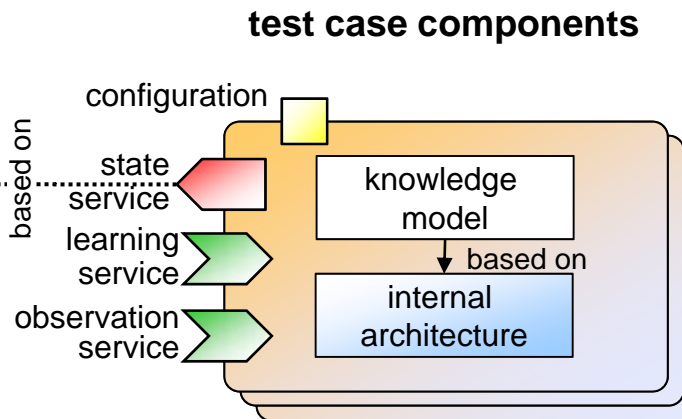 test case components
configuration
based on
state
service
learning
service
observation
service
knowledge
model
based on
internal
architecture